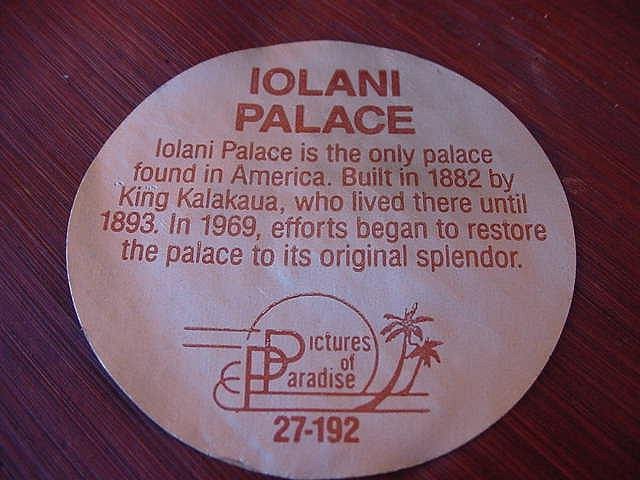 IOLANI
PALACE
Iolani Palace is the only palace
found in America. Built in 1882 by
King Kalakaua, who lived there until
1893. In 1969, efforts began to restore
the palace to its original splendor.
Pictures
of
Paradise
27-192